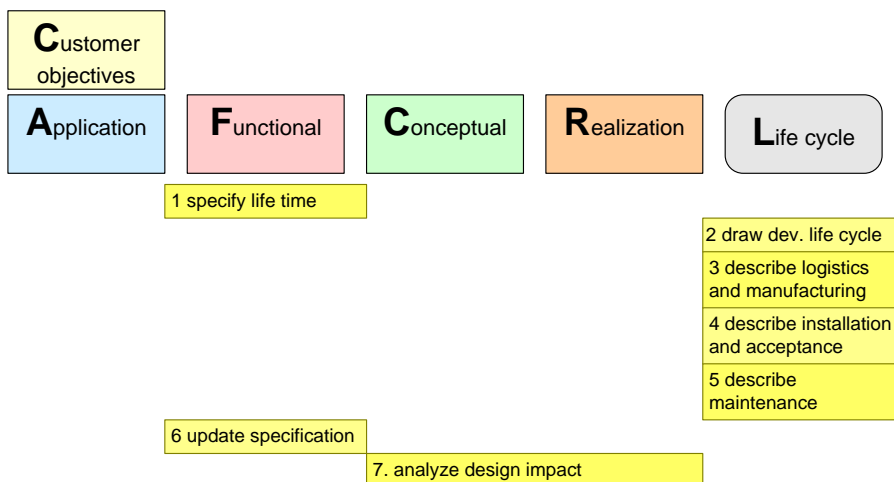 Customer
objectives
Application
Functional
Conceptual
Realization
Life cycle
1 specify life time
2 draw dev. life cycle
3 describe logistics
and manufacturing
4 describe installation
and acceptance
5 describe
maintenance
6 update specification
7. analyze design impact